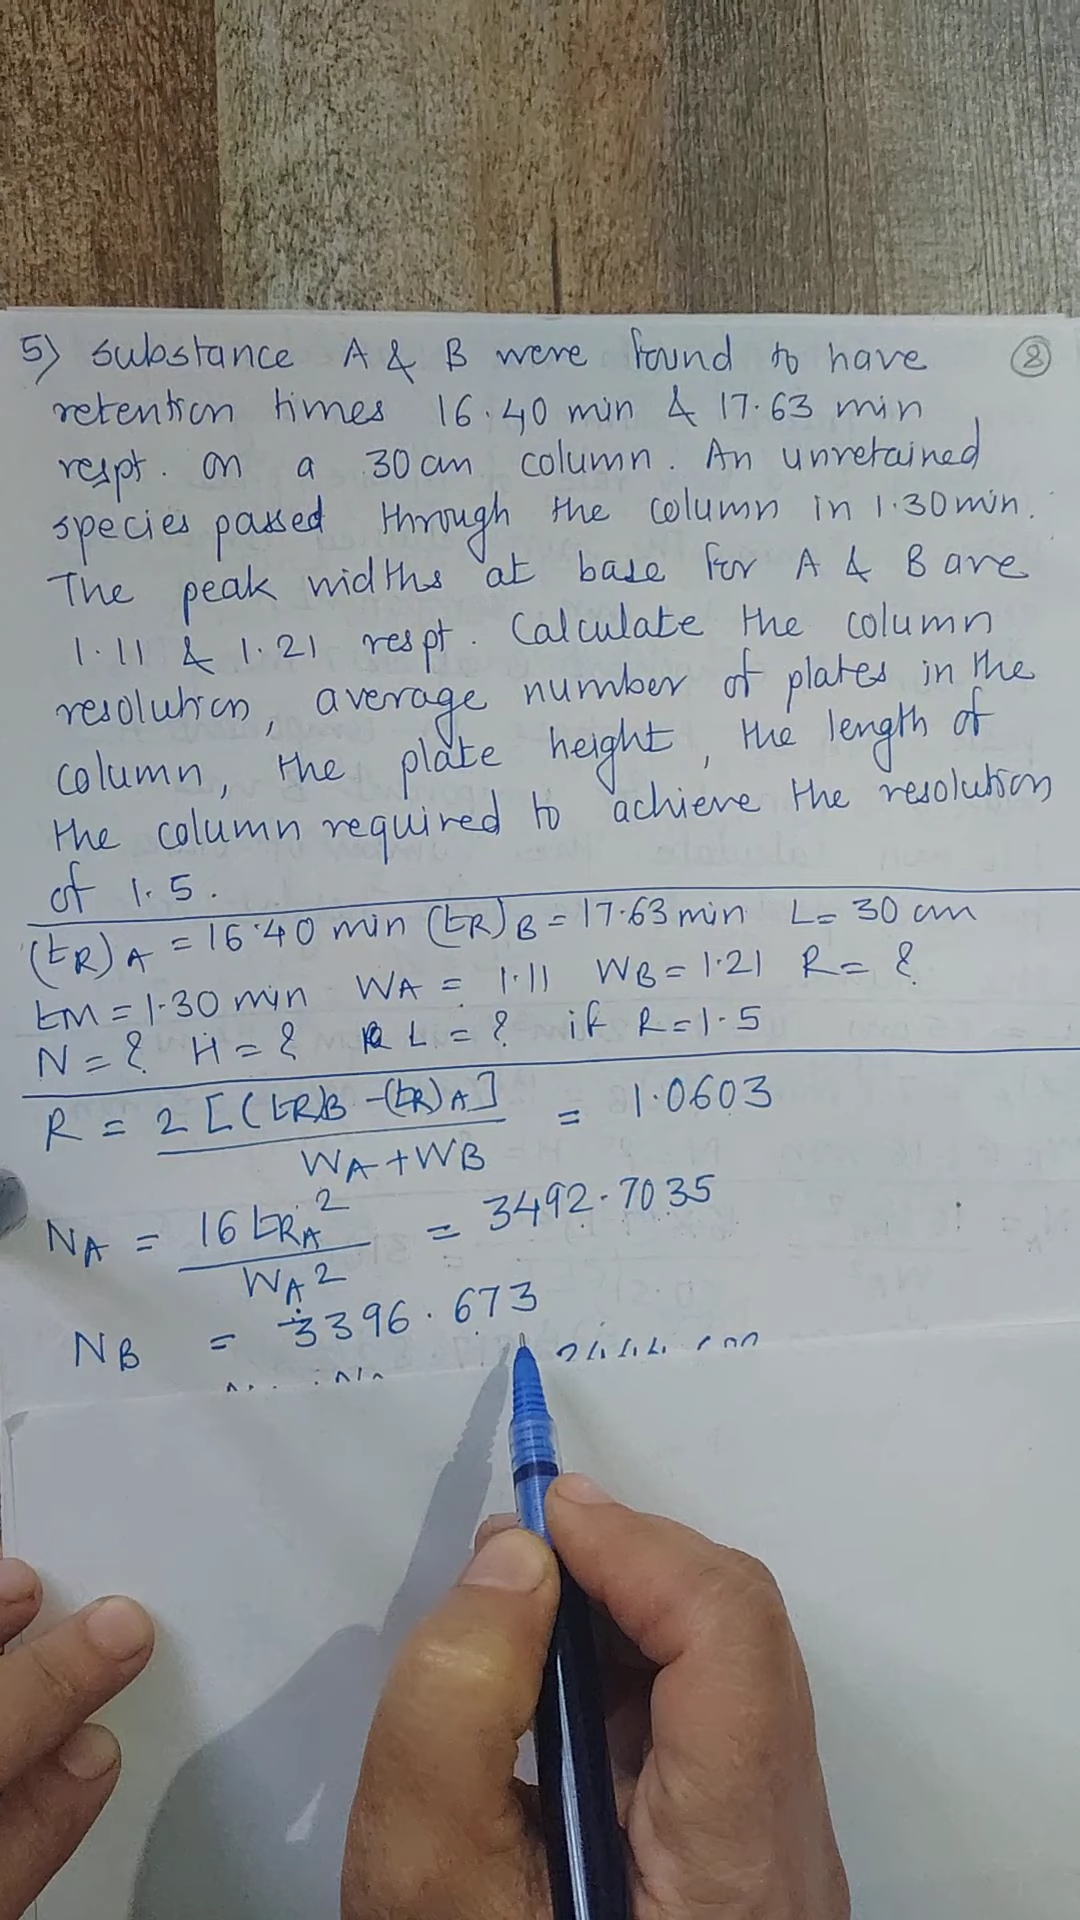 5) Substance A & B were found to have
②
retention times 16.40 min & 17.63 min
respt. on a 30 cm column. An unretained
species passed through the column in 1.30 min.
The peak widths at base for A & B are
1.11 & 1.21 respt. Calculate the column
resolution, average number of plates in the
column, the plate height, the length of
the column required to achieve the resolution
of 1.5.
(tR)A = 16.40 min (tR)B = 17.63 min L = 30 cm
tM = 1.30 min WA = 1.11 WB = 1.21 R = ?
N = ? H = ? L = ? if R = 1.5
R = 2 [(tR)B - (tR)A] / WA + WB = 1.0603
NA = 16 tRA² / WA² = 3492.7035
NB = 3396.673